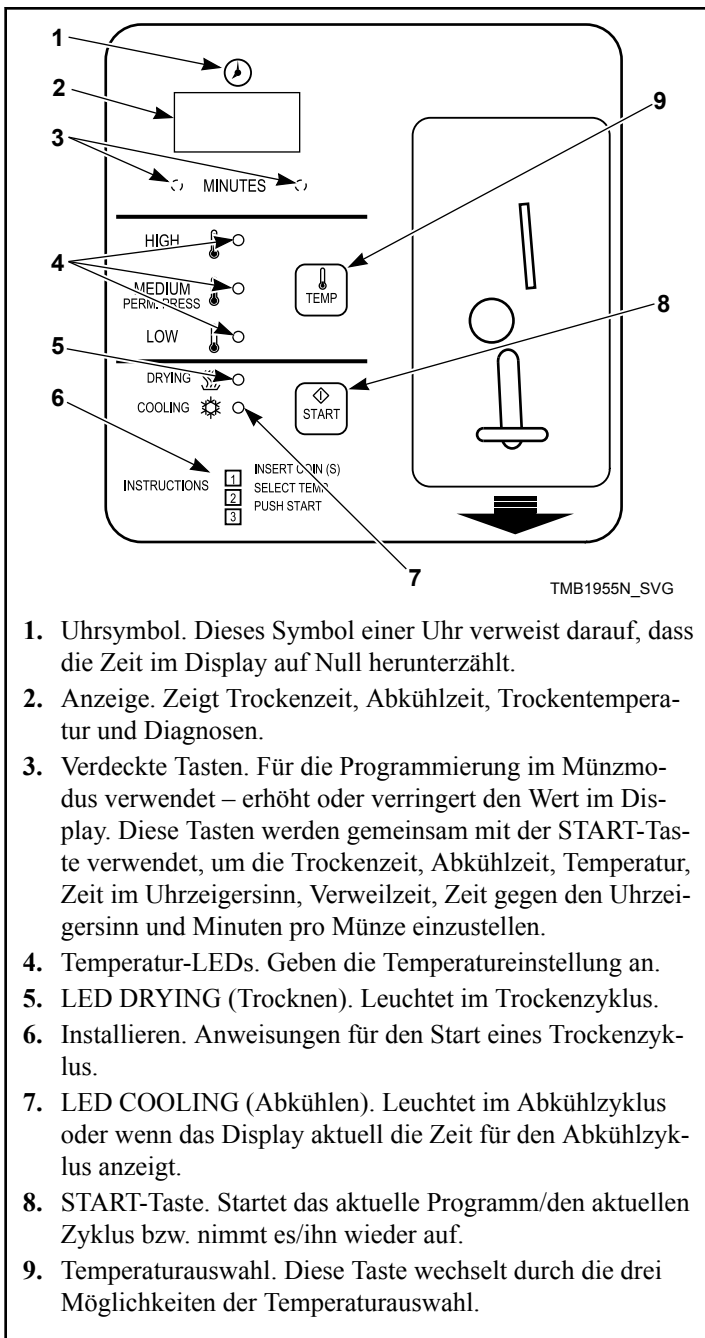 1
2
3
MINUTES
9
HIGH
4
MEDIUM
PERM. PRESS
TEMP
LOW
8
5
DRYING
6
COOLING
START
INSTRUCTIONS
1 INSERT COIN (S)
2 SELECT TEMP
3 PUSH START
7
TMB1955N_SVG
1. Uhrsymbol. Dieses Symbol einer Uhr verweist darauf, dass
die Zeit im Display auf Null herunterzählt.
2. Anzeige. Zeigt Trockenzeit, Abkühlzeit, Trockentempera-
tur und Diagnosen.
3. Verdeckte Tasten. Für die Programmierung im Münzmo-
dus verwendet – erhöht oder verringert den Wert im Dis-
play. Diese Tasten werden gemeinsam mit der START-Tas-
te verwendet, um die Trockenzeit, Abkühlzeit, Temperatur,
Zeit im Uhrzeigersinn, Verweilzeit, Zeit gegen den Uhrzei-
gersinn und Minuten pro Münze einzustellen.
4. Temperatur-LEDs. Geben die Temperatureinstellung an.
5. LED DRYING (Trocknen). Leuchtet im Trockenzyklus.
6. Installieren. Anweisungen für den Start eines Trockenzyk-
lus.
7. LED COOLING (Abkühlen). Leuchtet im Abkühlzyklus
oder wenn das Display aktuell die Zeit für den Abkühlzyk-
lus anzeigt.
8. START-Taste. Startet das aktuelle Programm/den aktuellen
Zyklus bzw. nimmt es/ihn wieder auf.
9. Temperaturauswahl. Diese Taste wechselt durch die drei
Möglichkeiten der Temperaturauswahl.